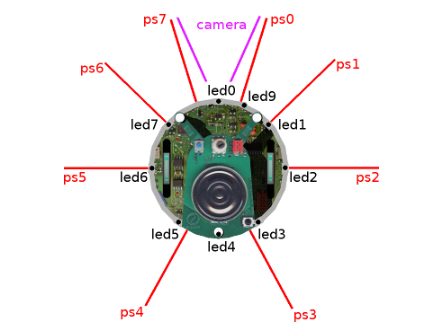 ps7
camera
ps0
ps6
ps1
led0
led9
led7
led1
ps5
led6
led2
ps2
led5
led3
led4
ps4
ps3